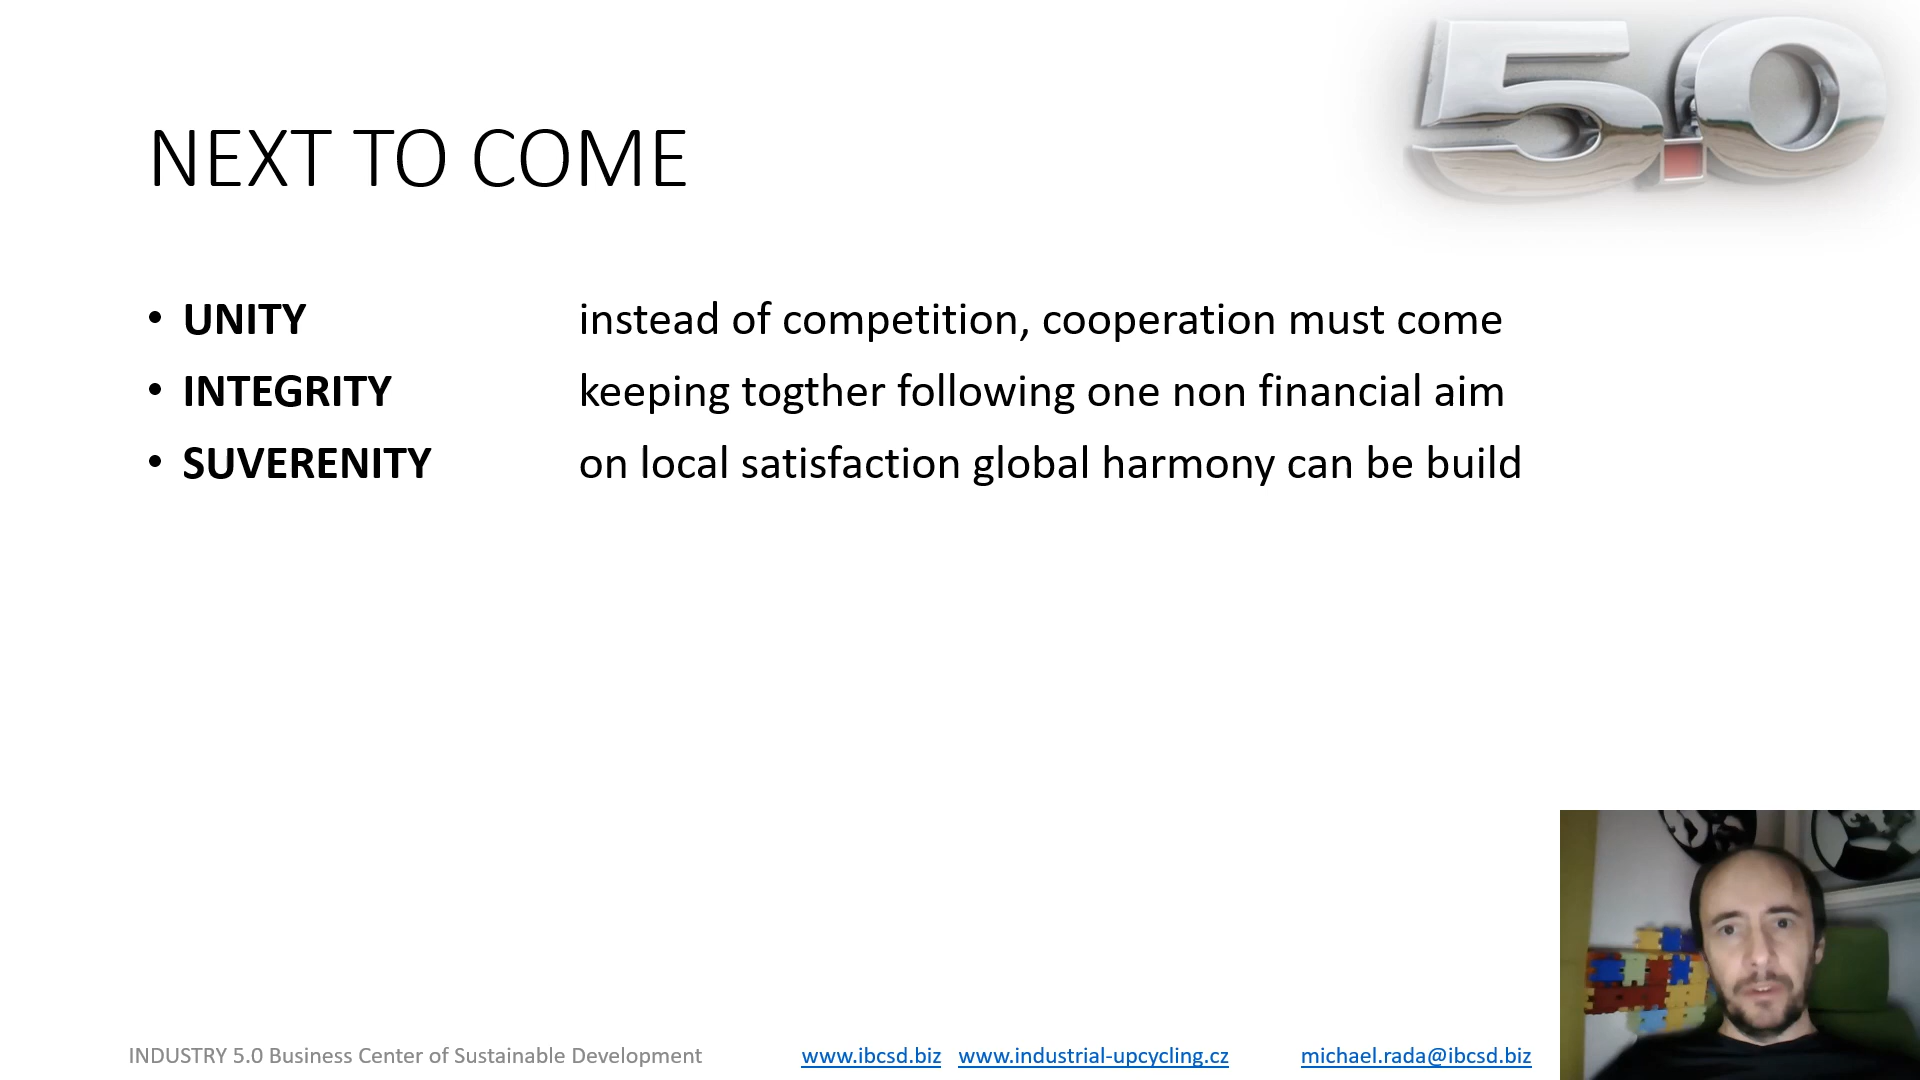 5.0
NEXT TO COME
• UNITY instead of competition, cooperation must come
• INTEGRITY keeping togther following one non financial aim
• SUVERENITY on local satisfaction global harmony can be build
INDUSTRY 5.0 Business Center of Sustainable Development www.ibcsd.biz www.industrial-upcycling.cz michael.rada@ibcsd.biz